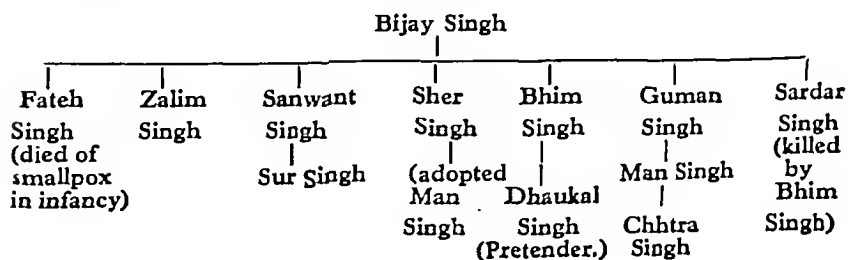 Bijay Singh
Fateh Zalim Sanwant Sher Bhim Guman Sardar
Singh Singh Singh Singh Singh Singh Singh
(died of (killed
smallpox Sur Singh (adopted Man Singh by
in infancy) Man Dhaukal Bhim
Singh Singh Chhtra Singh)
(Pretender.) Singh